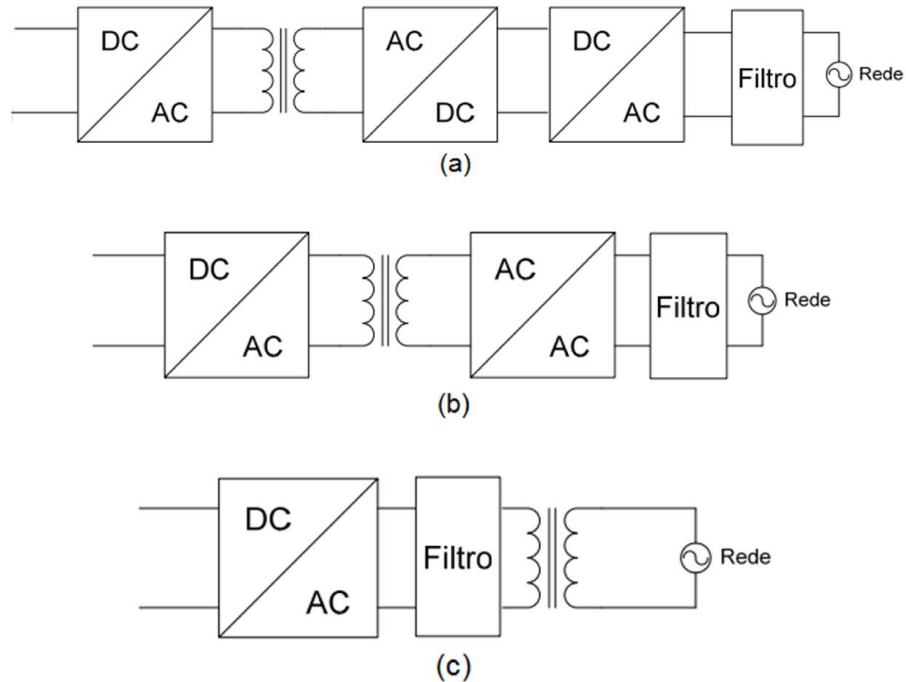 DC
AC
AC
DC
DC
AC
Filtro
Rede
(a)
DC
AC
AC
AC
Filtro
Rede
(b)
DC
AC
Filtro
Rede
(c)